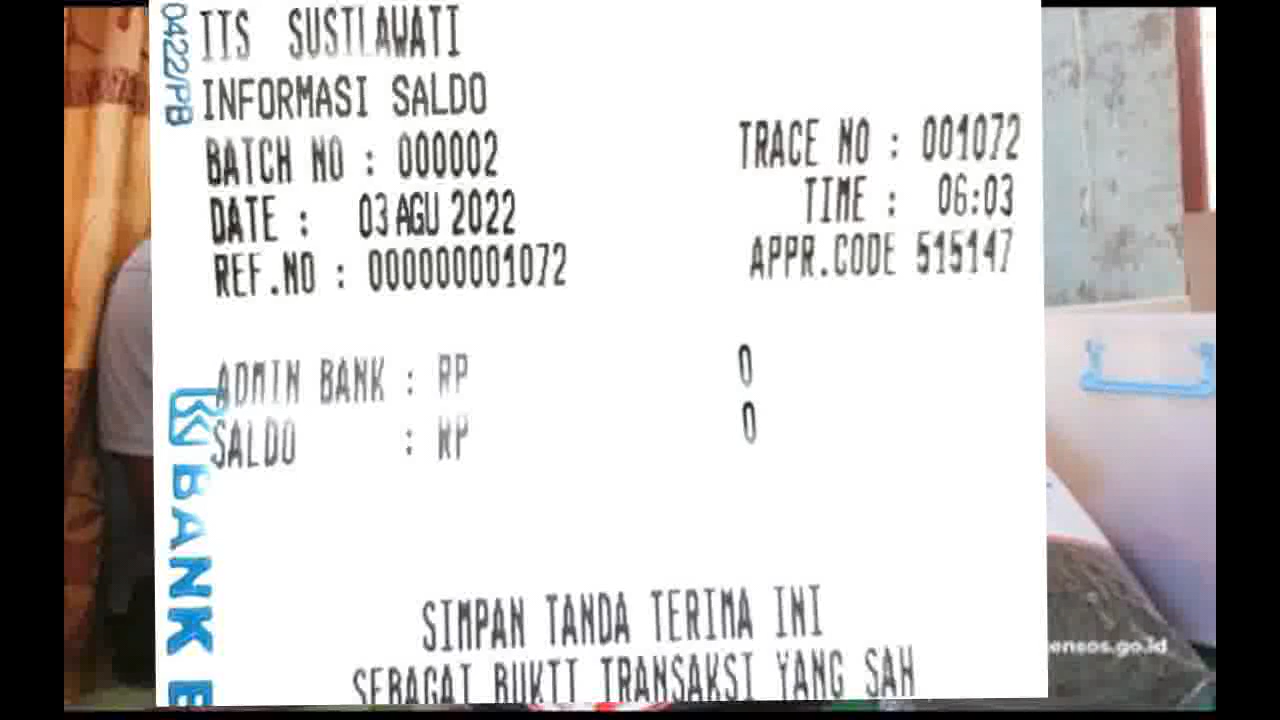 0422/PB
ITS SUSTLAWATI
INFORMASI SALDO
BATCH NO : 000002
TRACE NO : 001072
DATE : 03 AGU 2022
TIME : 06:03
REF.NO : 000000001072
APPR.CODE 515147
ADMIN BANK : RP 0
SALDO : RP 0
BANK B
SIMPAN TANDA TERIMA INI
SEBAGAI BUKTI TRANSAKSI YANG SAH
ensos.go.id